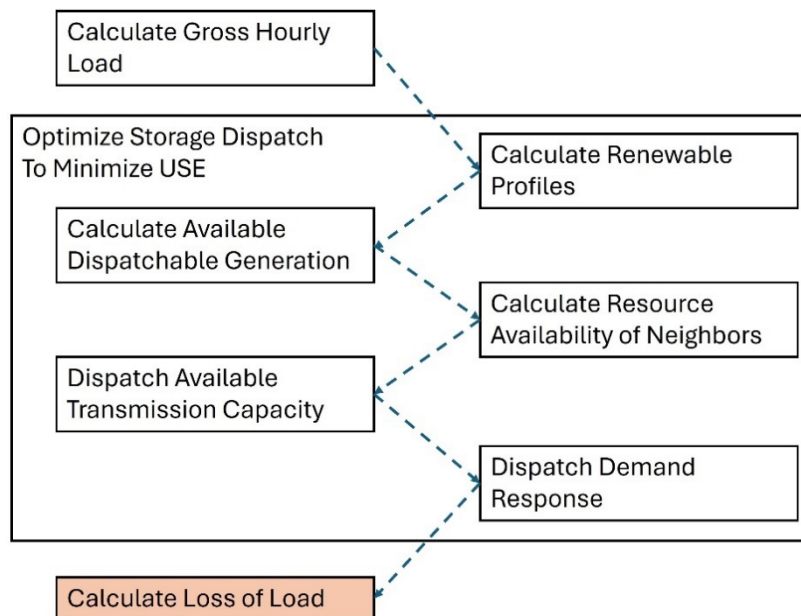 Calculate Gross Hourly
Load
Optimize Storage Dispatch
To Minimize USE
Calculate Renewable
Profiles
Calculate Available
Dispatchable Generation
Calculate Resource
Availability of Neighbors
Dispatch Available
Transmission Capacity
Dispatch Demand
Response
Calculate Loss of Load